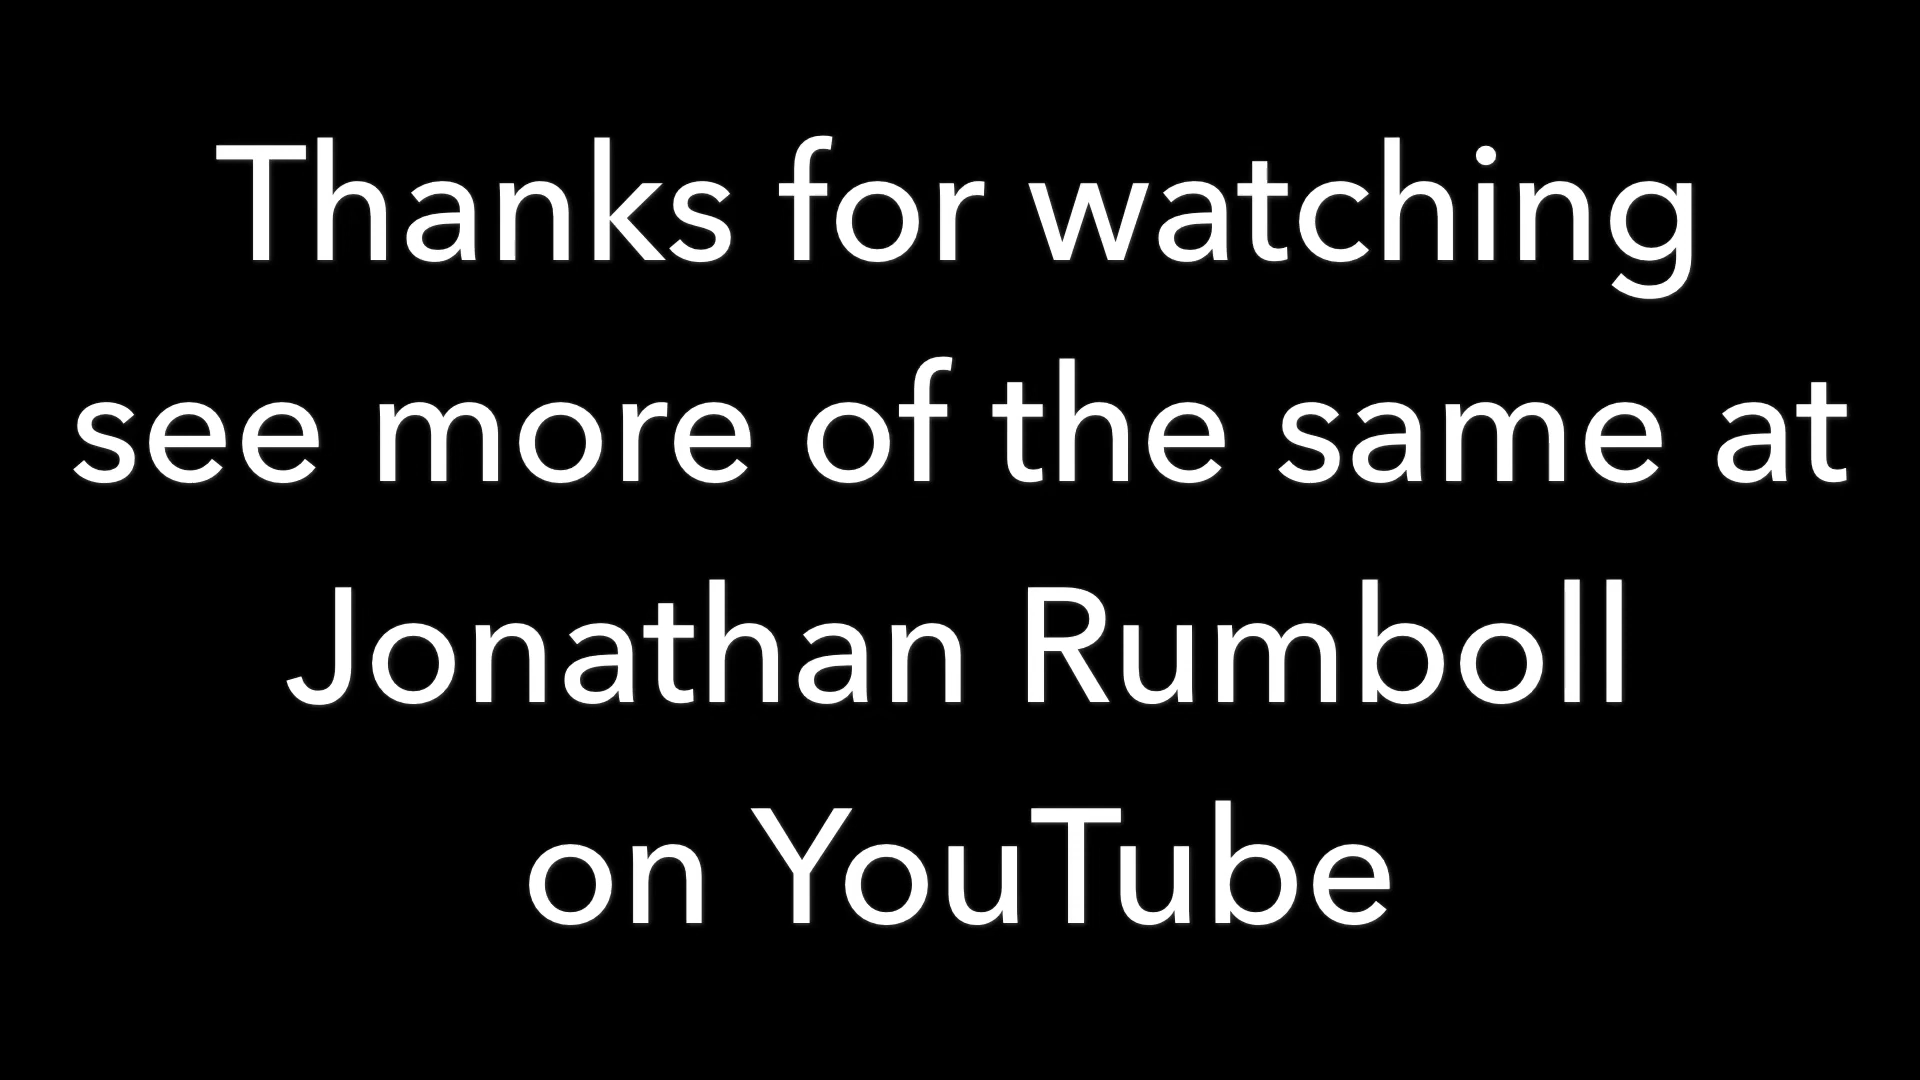 Thanks for watching
see more of the same at
Jonathan Rumboll
on YouTube